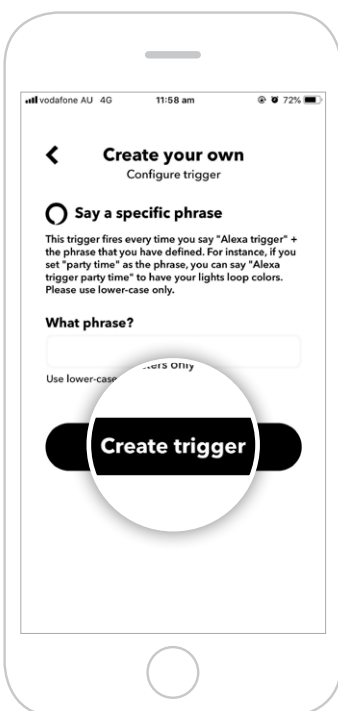 vodafone AU 4G 11:58 am 72%
Create your own
Configure trigger
Say a specific phrase
This trigger fires every time you say "Alexa trigger" +
the phrase that you have defined. For instance, if you
set "party time" as the phrase, you can say "Alexa
trigger party time" to have your lights loop colors.
Please use lower-case only.
What phrase?
Use lower-case
only
Create trigger